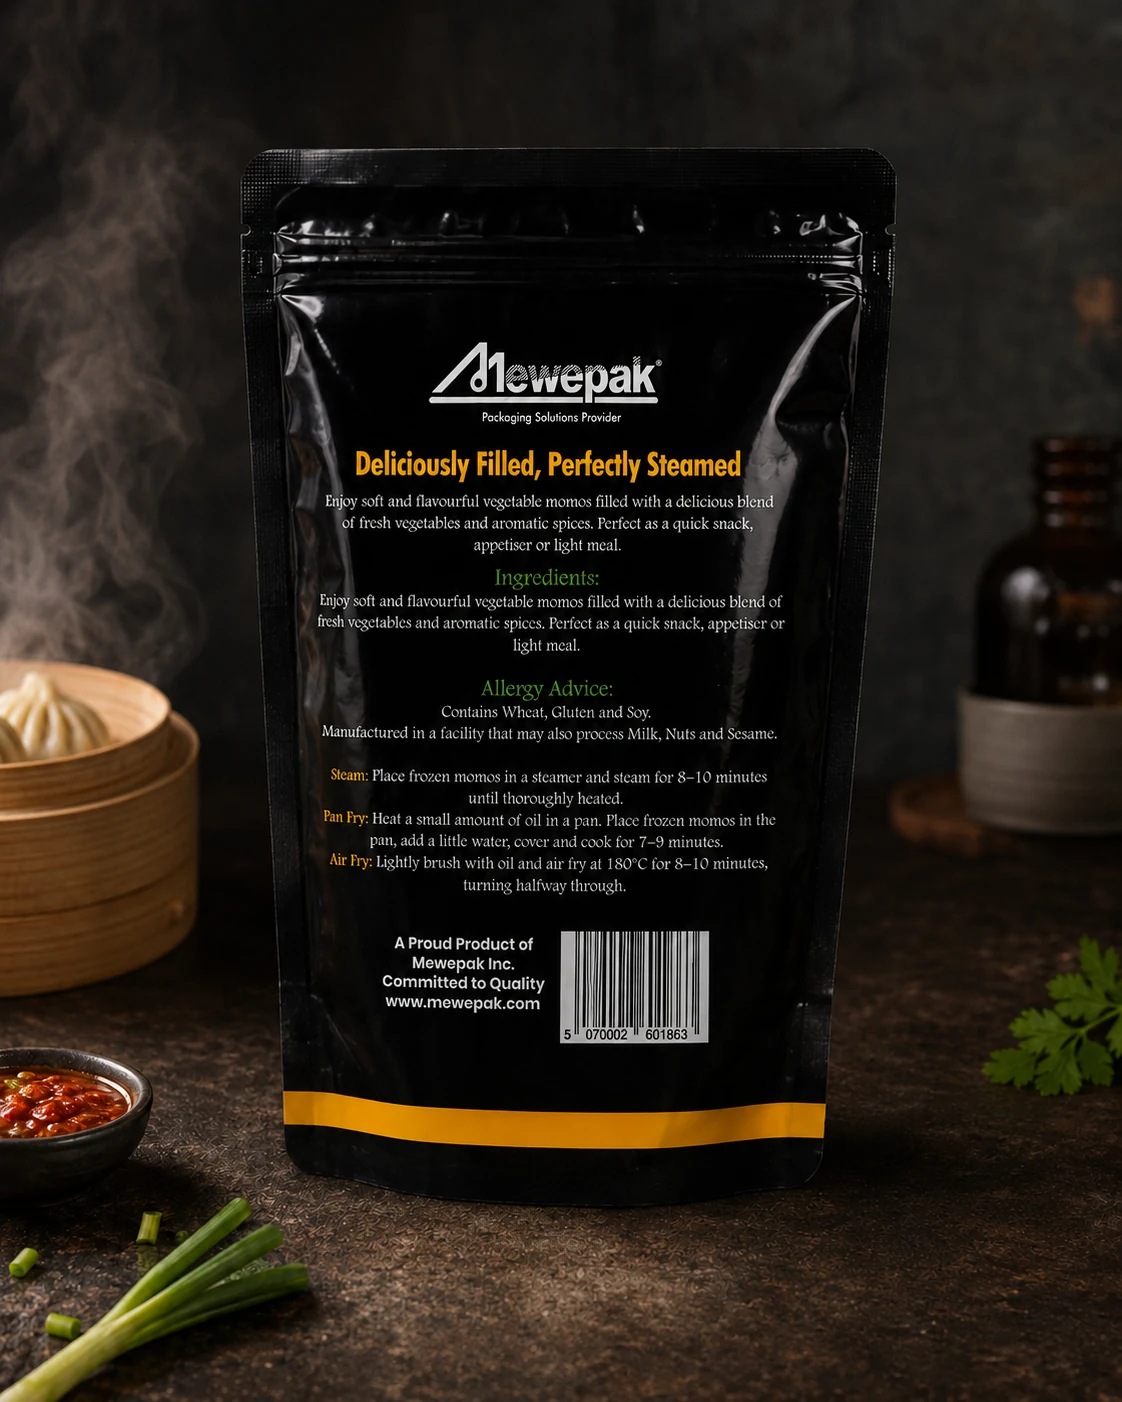 Mewepak®
Packaging Solutions Provider
Deliciously Filled, Perfectly Steamed
Enjoy soft and flavourful vegetable momos filled with a delicious blend
of fresh vegetables and aromatic spices. Perfect as a quick snack,
appetiser or light meal.
Ingredients:
Enjoy soft and flavourful vegetable momos filled with a delicious blend of
fresh vegetables and aromatic spices. Perfect as a quick snack, appetiser or
light meal.
Allergy Advice:
Contains Wheat, Gluten and Soy.
Manufactured in a facility that may also process Milk, Nuts and Sesame.
Steam: Place frozen momos in a steamer and steam for 8–10 minutes
until thoroughly heated.
Pan Fry: Heat a small amount of oil in a pan. Place frozen momos in the
pan, add a little water, cover and cook for 7–9 minutes.
Air Fry: Lightly brush with oil and air fry at 180°C for 8–10 minutes,
turning halfway through.
A Proud Product of
Mewepak Inc.
Committed to Quality
www.mewepak.com
5 070002 601863